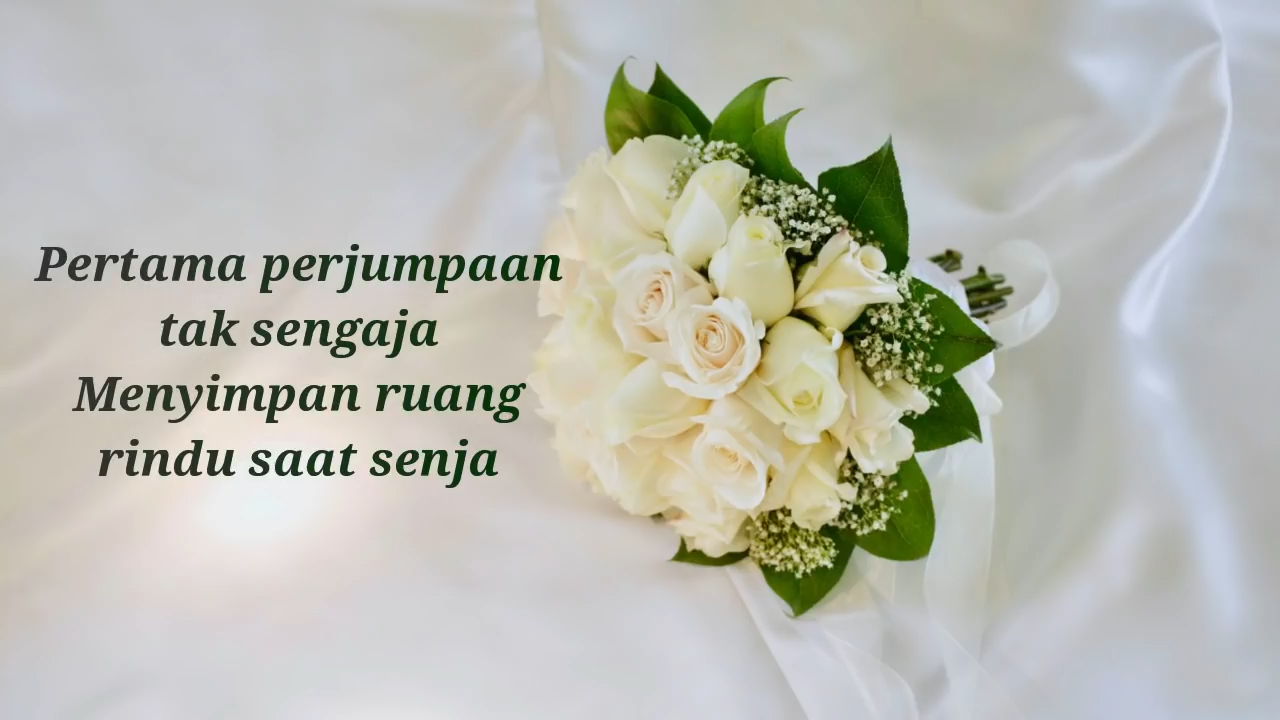 Pertama perjumpaan
tak sengaja
Menyimpan ruang
rindu saat senja